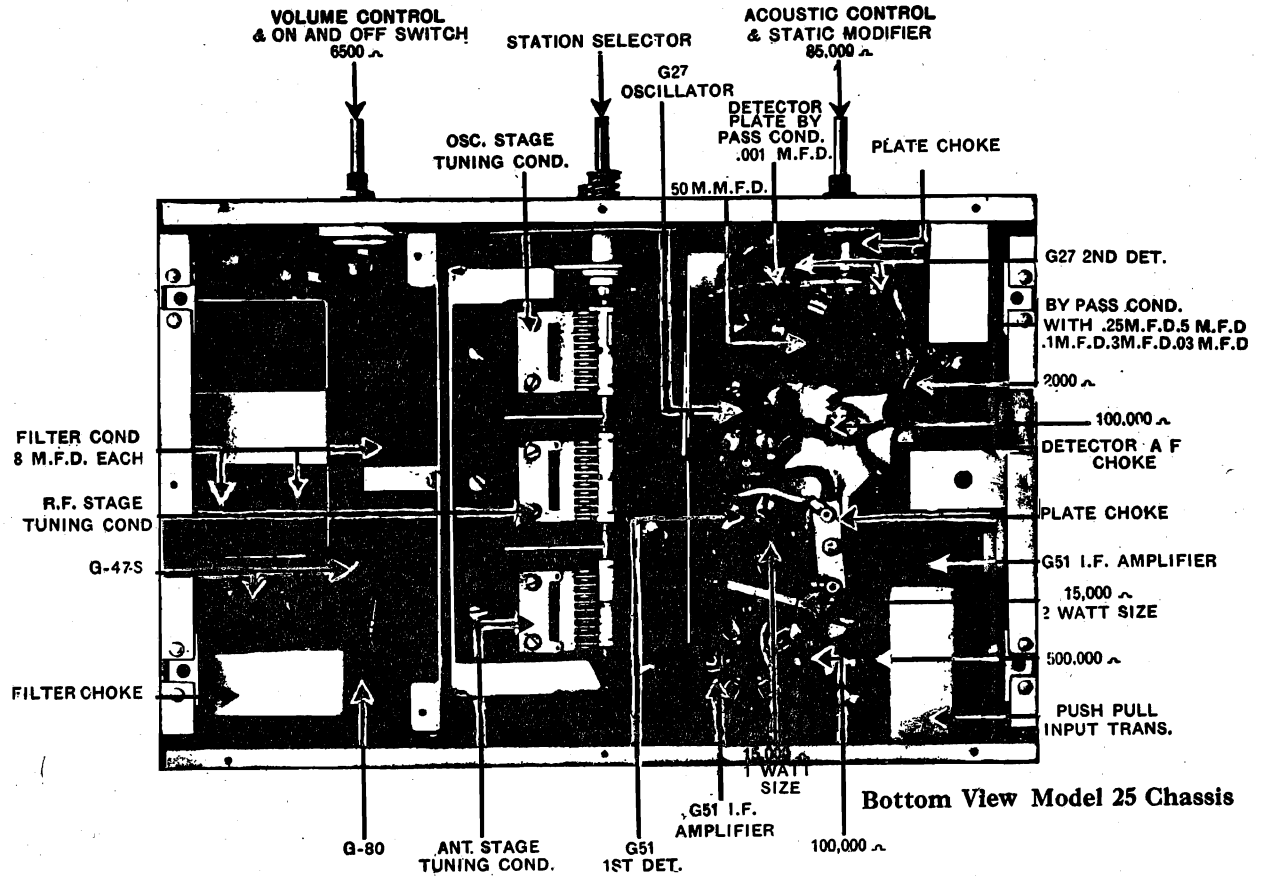 VOLUME CONTROL
& ON AND OFF SWITCH
6500 Ω
STATION SELECTOR
ACOUSTIC CONTROL
& STATIC MODIFIER
85,000 Ω
G27
OSCILLATOR
OSC. STAGE
TUNING COND.
DETECTOR
PLATE BY
PASS COND.
.001 M.F.D.
50 M.M.F.D.
PLATE CHOKE
G27 2ND DET.
BY PASS COND.
WITH .25M.F.D.5 M.F.D
.1M.F.D.3M.F.D.03 M.F.D
2000 Ω
100,000 Ω
DETECTOR A F
CHOKE
PLATE CHOKE
G51 I.F. AMPLIFIER
15,000 Ω
2 WATT SIZE
500,000 Ω
PUSH PULL
INPUT TRANS.
FILTER COND
8 M.F.D. EACH
R.F. STAGE
TUNING COND
G-47-S
FILTER CHOKE
G-80
ANT. STAGE
TUNING COND.
G51
1ST DET.
G51 I.F.
AMPLIFIER
15,000 Ω
1 WATT
SIZE
100,000 Ω
Bottom View Model 25 Chassis